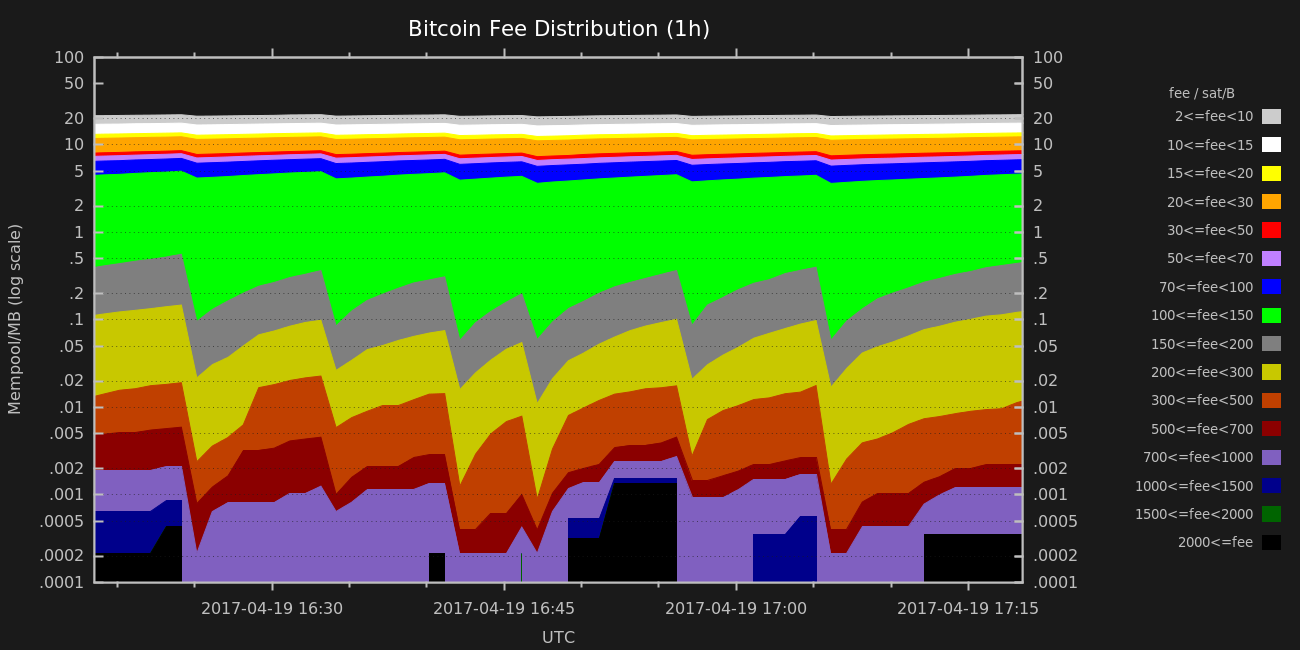 Bitcoin Fee Distribution (1h)
100
50
20
10
5
2
1
.5
.2
.1
.05
.02
.01
.005
.002
.001
.0005
.0002
.0001
Mempool/MB (log scale)
100
50
20
10
5
2
1
.5
.2
.1
.05
.02
.01
.005
.002
.001
.0005
.0002
.0001
2017-04-19 16:30
2017-04-19 16:45
2017-04-19 17:00
2017-04-19 17:15
UTC
fee / sat/B
2<=fee<10
10<=fee<15
15<=fee<20
20<=fee<30
30<=fee<50
50<=fee<70
70<=fee<100
100<=fee<150
150<=fee<200
200<=fee<300
300<=fee<500
500<=fee<700
700<=fee<1000
1000<=fee<1500
1500<=fee<2000
2000<=fee